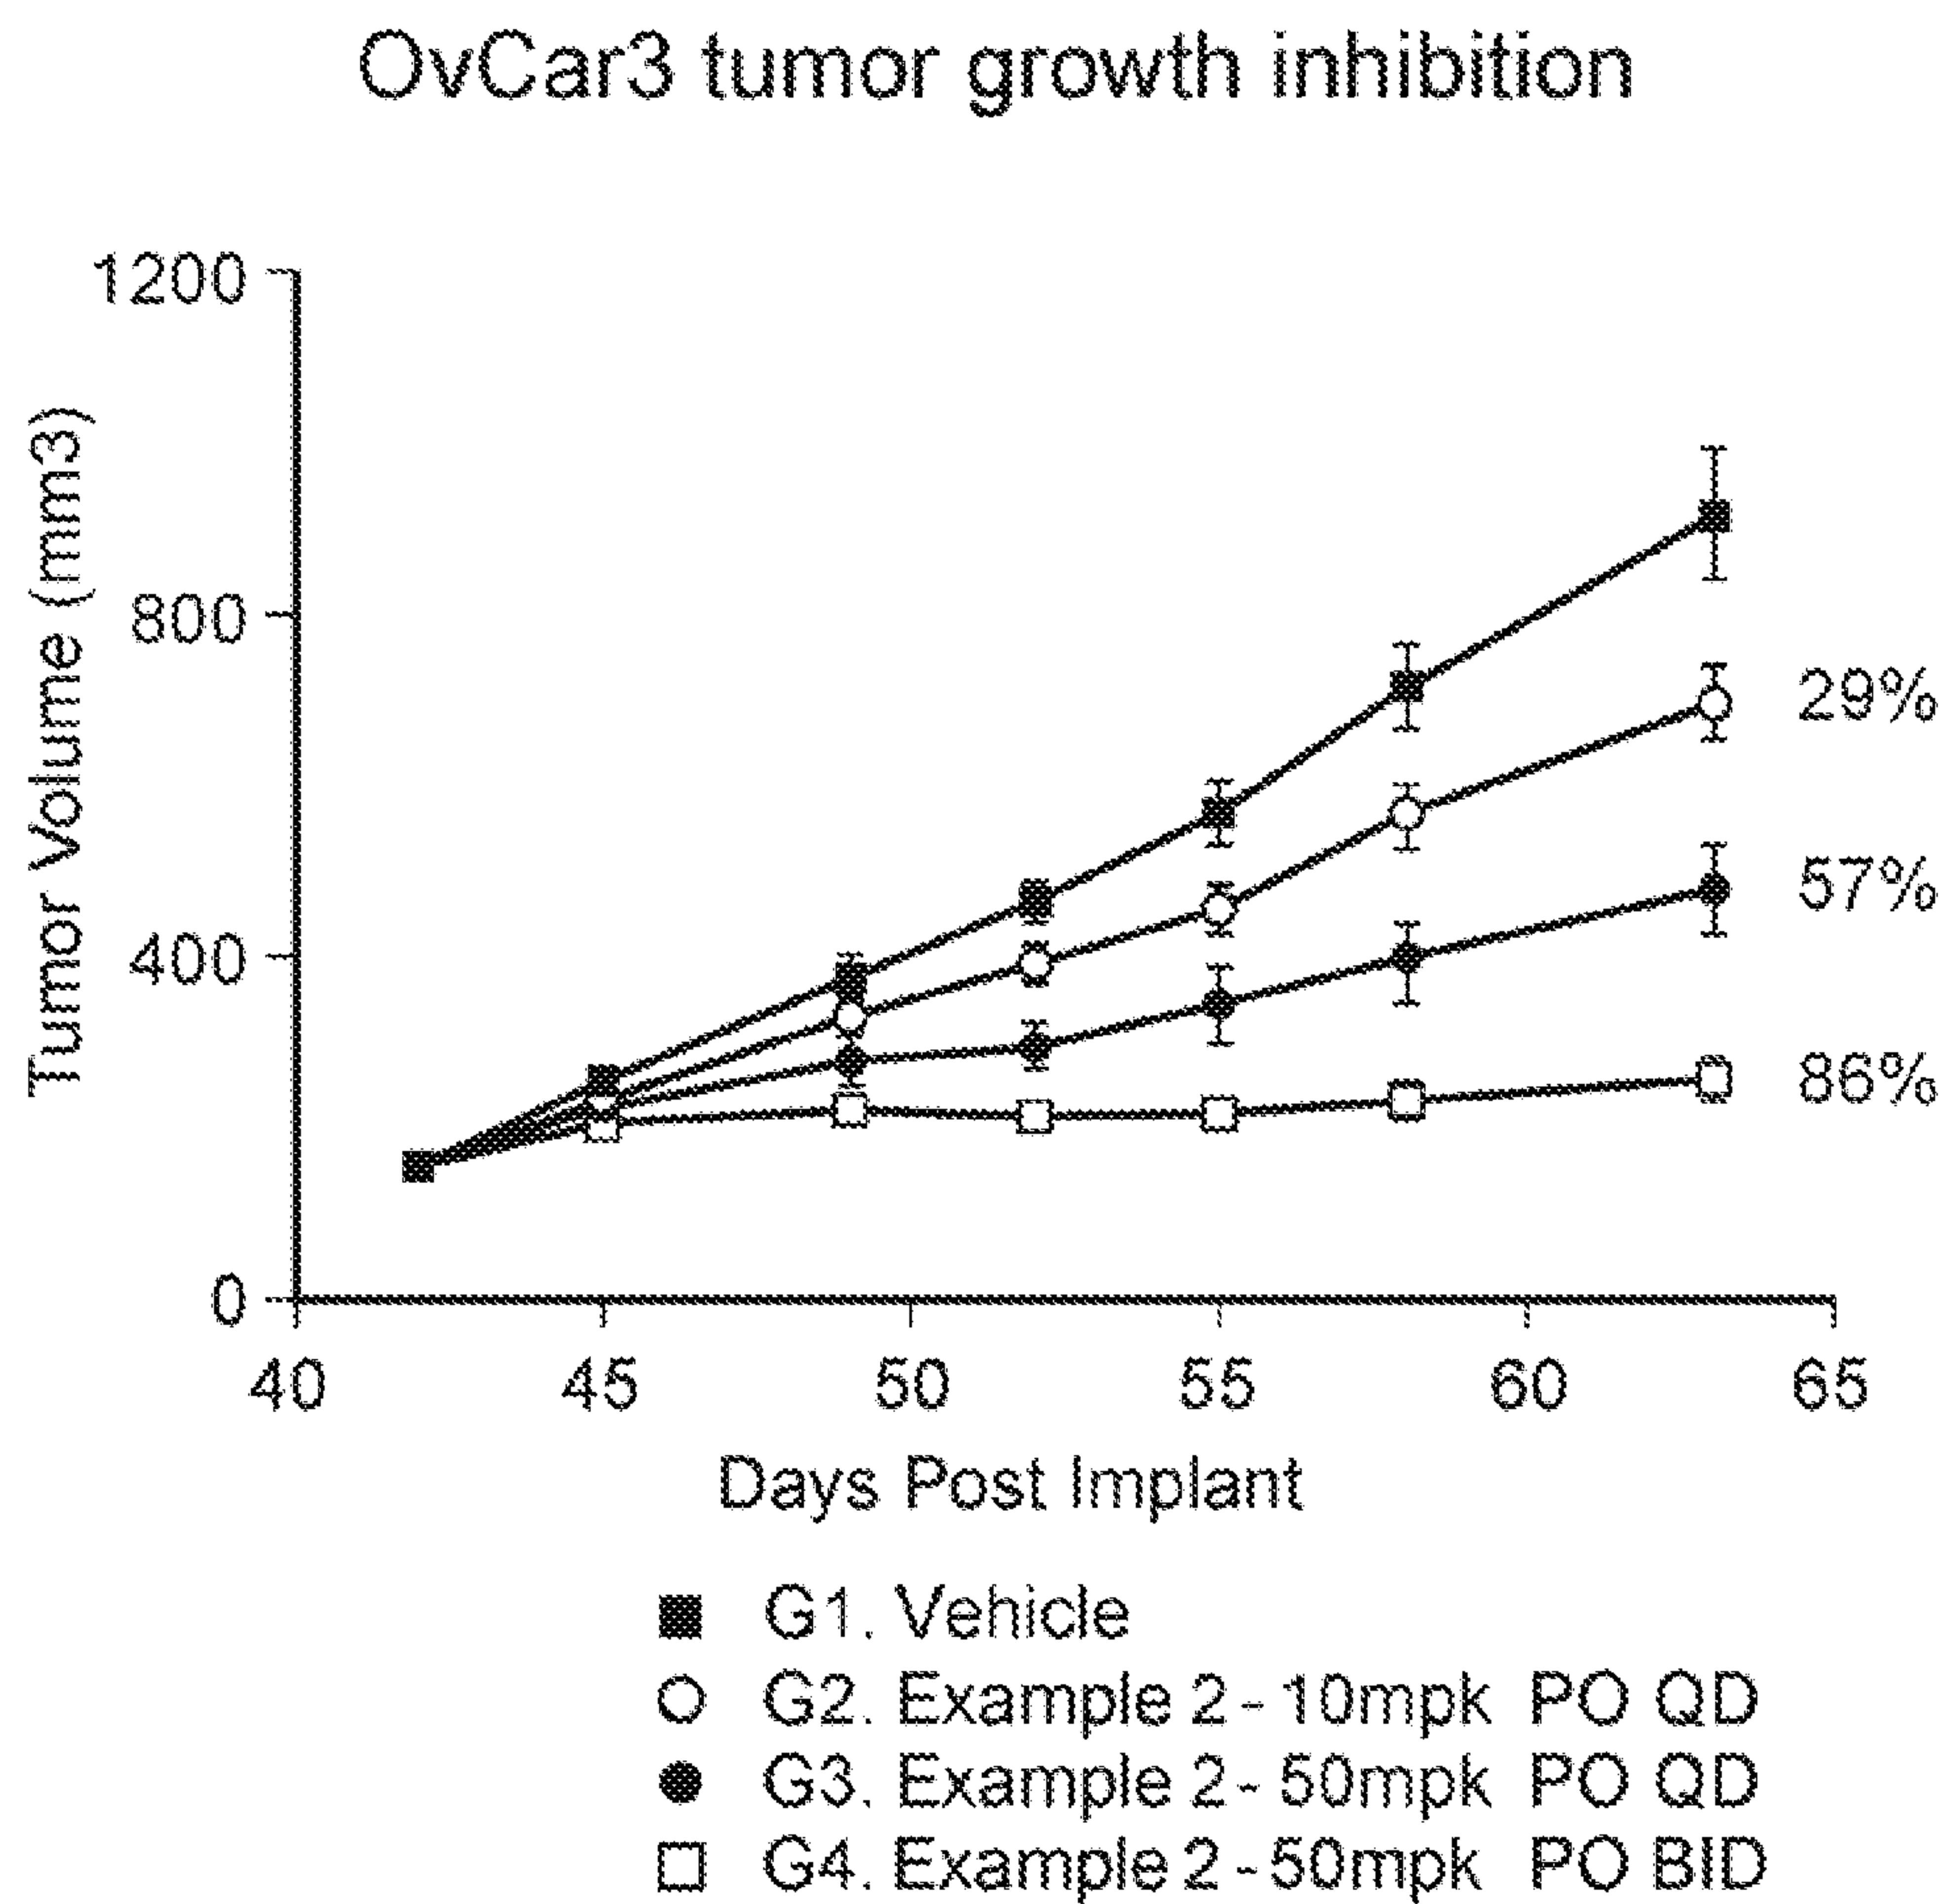 OvCar3 tumor growth inhibition
Tumor Volume (mm3)
1200
800
400
0
40 45 50 55 60 65
29%
57%
86%
Days Post Implant
G1. Vehicle
G2. Example 2 - 10mpk PO QD
G3. Example 2 - 50mpk PO QD
G4. Example 2 - 50mpk PO BID